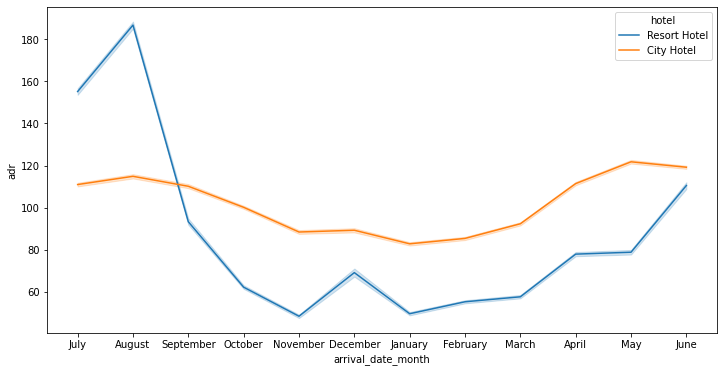 hotel
Resort Hotel
City Hotel
180
160
140
120
100
80
60
adr
July August September October November December January February March April May June
arrival_date_month